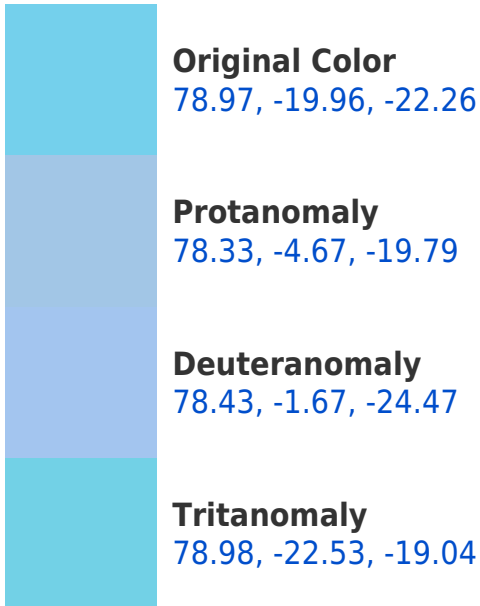 Original Color
78.97, -19.96, -22.26
Protanomaly
78.33, -4.67, -19.79
Deuteranomaly
78.43, -1.67, -24.47
Tritanomaly
78.98, -22.53, -19.04